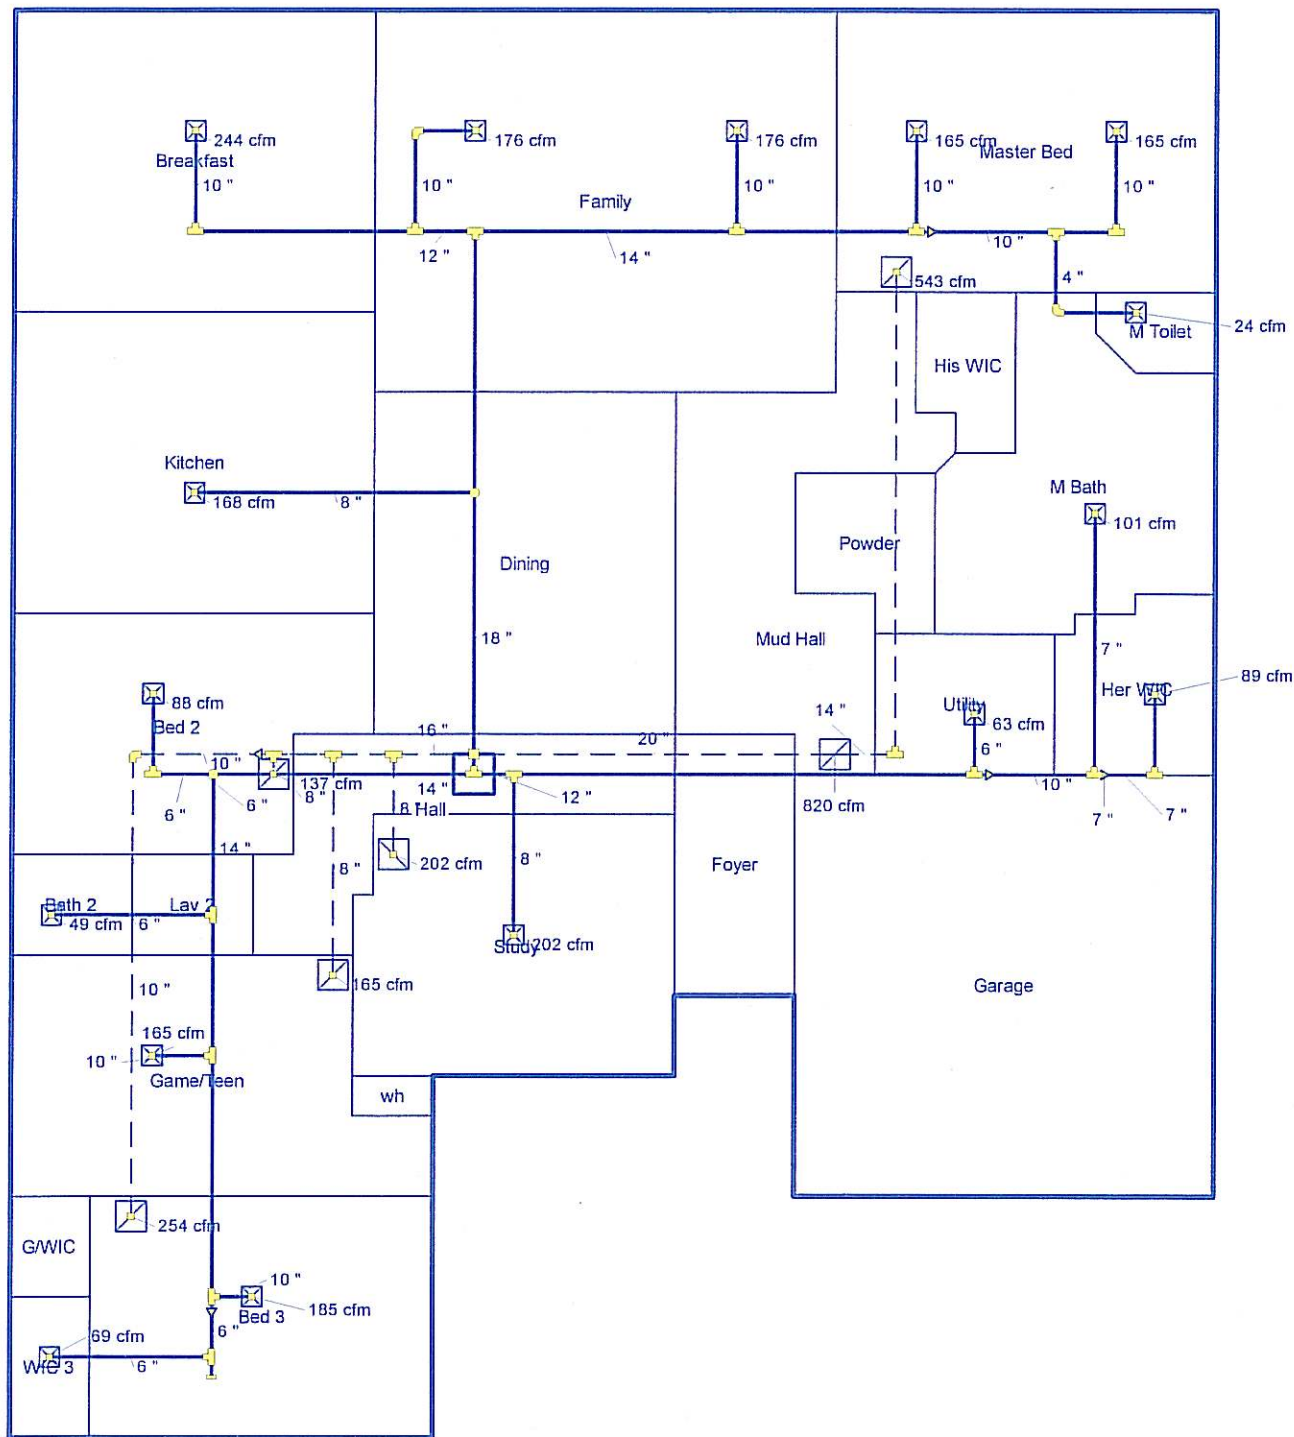 244 cfm
176 cfm
176 cfm
165 cfm
165 cfm
Breakfast
Master Bed
10 "
10 "
10 "
10 "
10 "
Family
12 "
14 "
10 "
4 "
543 cfm
24 cfm
M Toilet
His WIC
Kitchen
168 cfm
8 "
M Bath
101 cfm
Powder
Dining
18 "
Mud Hall
7 "
89 cfm
Her WIC
88 cfm
Utility
63 cfm
Bed 2
14 "
16 "
20 "
6 "
10 "
137 cfm
14 "
12 "
10 "
6 "
6 "
8 "
8 "
Hall
820 cfm
7 "
7 "
14 "
8 "
8 "
202 cfm
Foyer
Bath 2
Lav 2
49 cfm
6 "
Study
202 cfm
165 cfm
Garage
10 "
165 cfm
10 "
Game/Teen
wh
254 cfm
G/WIC
10 "
185 cfm
Bed 3
69 cfm
6 "
WIC 3
6 "